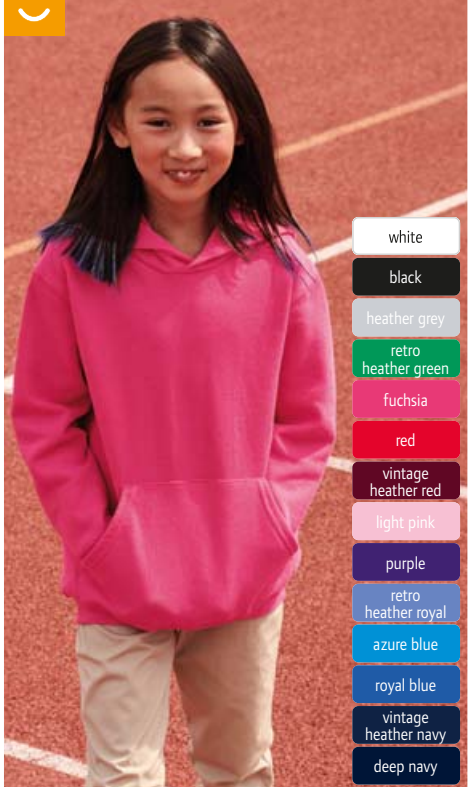 white
black
heather grey
retro
heather green
fuchsia
red
vintage
heather red
light pink
purple
retro
heather royal
azure blue
royal blue
vintage
heather navy
deep navy